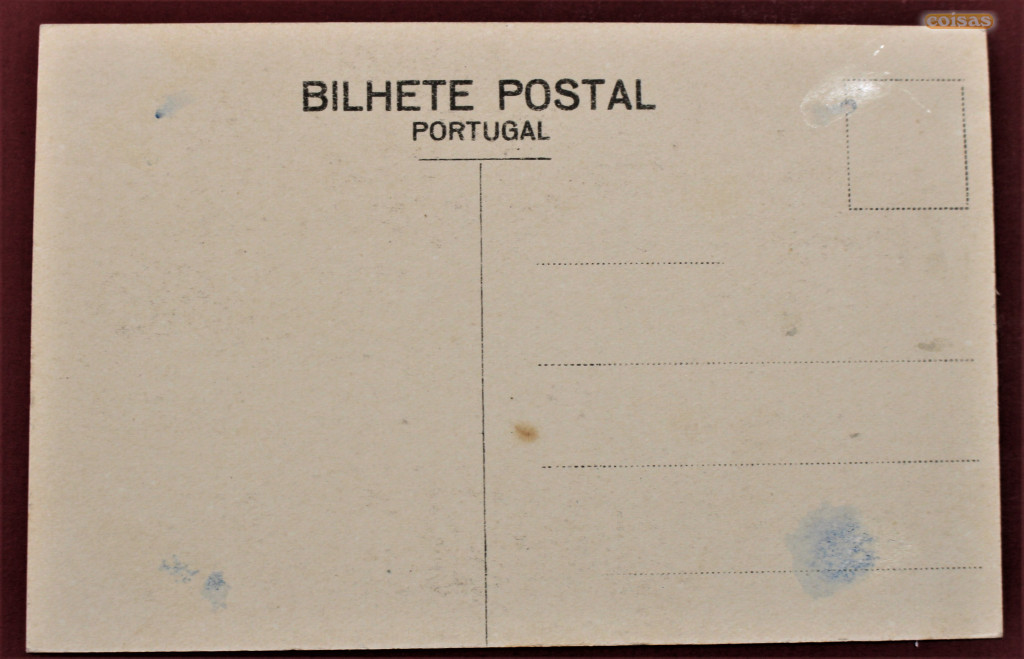 coisas
BILHETE POSTAL
PORTUGAL